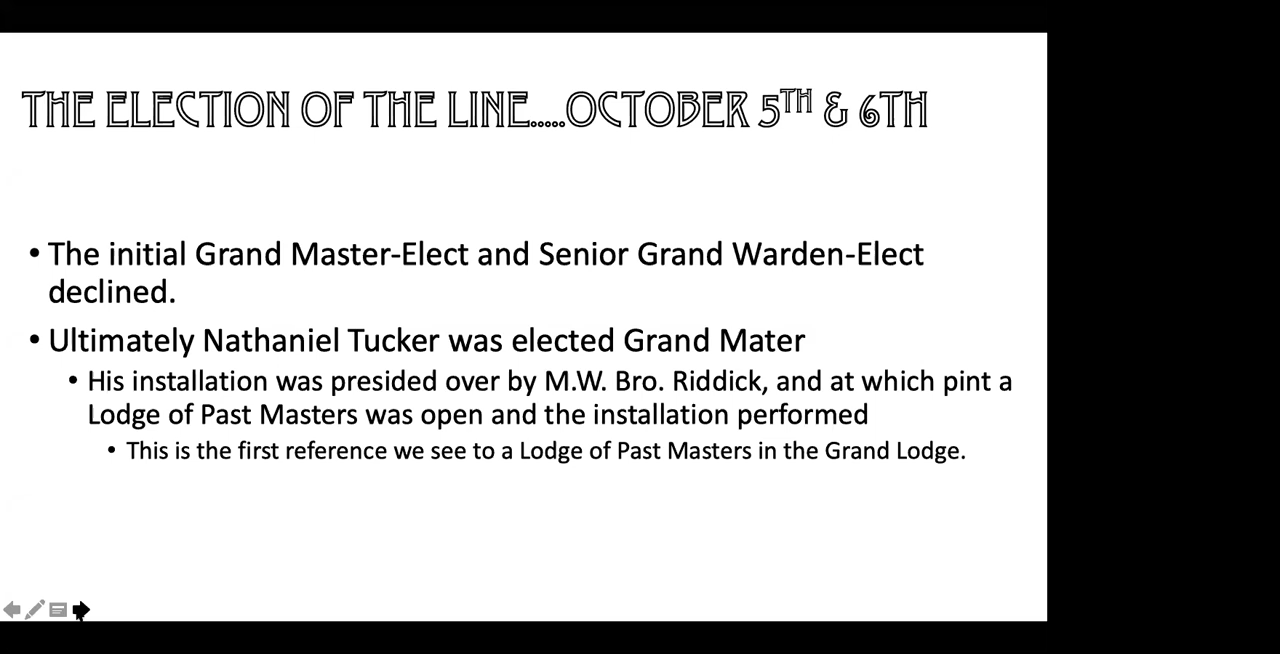 THE ELECTION OF THE LINE.....OCTOBER 5TH & 6TH
• The initial Grand Master-Elect and Senior Grand Warden-Elect
declined.
• Ultimately Nathaniel Tucker was elected Grand Mater
• His installation was presided over by M.W. Bro. Riddick, and at which pint a
Lodge of Past Masters was open and the installation performed
• This is the first reference we see to a Lodge of Past Masters in the Grand Lodge.